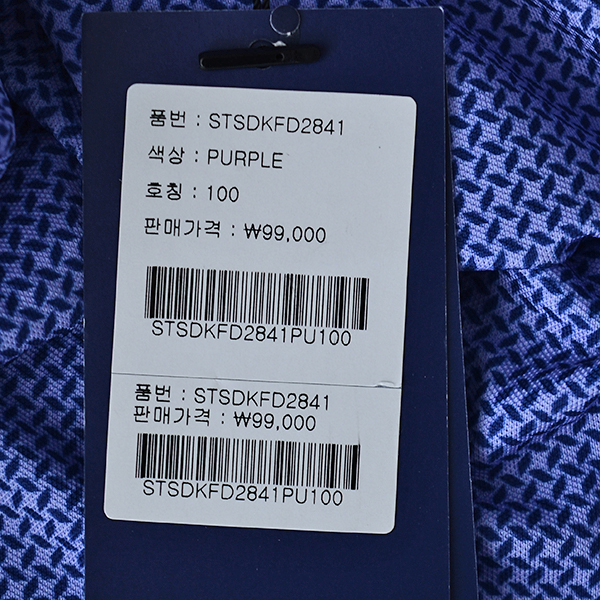 품번 : STSDKFD2841
색상 : PURPLE
호칭 : 100
판매가격 : ₩99,000
STSDKFD2841PU100
품번 : STSDKFD2841
판매가격 : ₩99,000
STSDKFD2841PU100